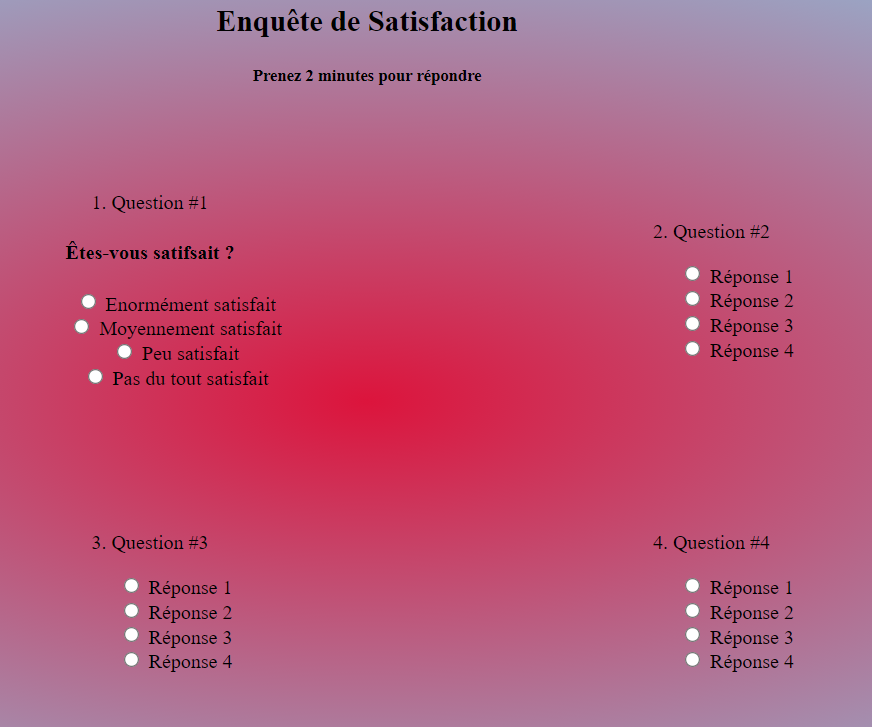 Enquête de Satisfaction
Prenez 2 minutes pour répondre
1. Question #1
Êtes-vous satifsait ?
Enormément satisfait
Moyennement satisfait
Peu satisfait
Pas du tout satisfait
2. Question #2
Réponse 1
Réponse 2
Réponse 3
Réponse 4
3. Question #3
Réponse 1
Réponse 2
Réponse 3
Réponse 4
4. Question #4
Réponse 1
Réponse 2
Réponse 3
Réponse 4